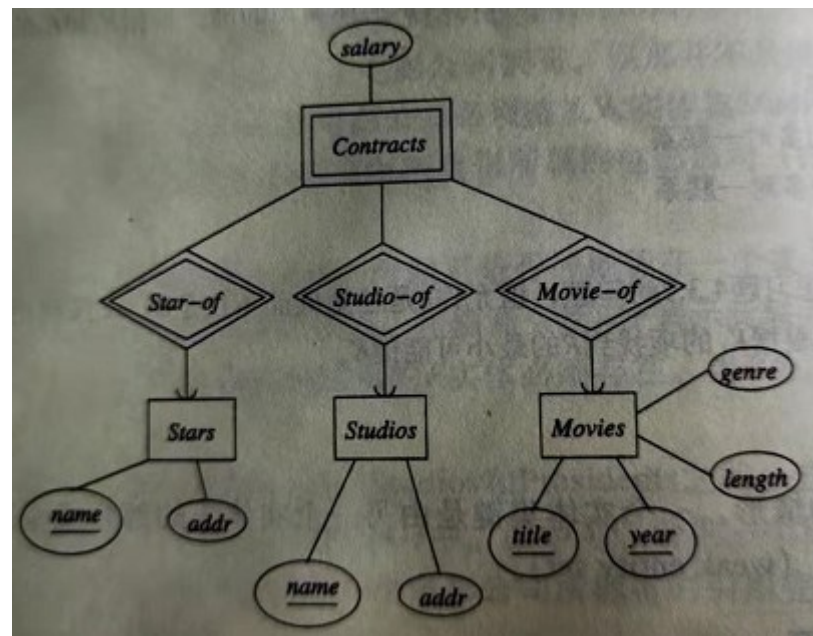 salary
Contracts
Star-of
Studio-of
Movie-of
Stars
Studios
Movies
genre
length
name
addr
title
year
name
addr